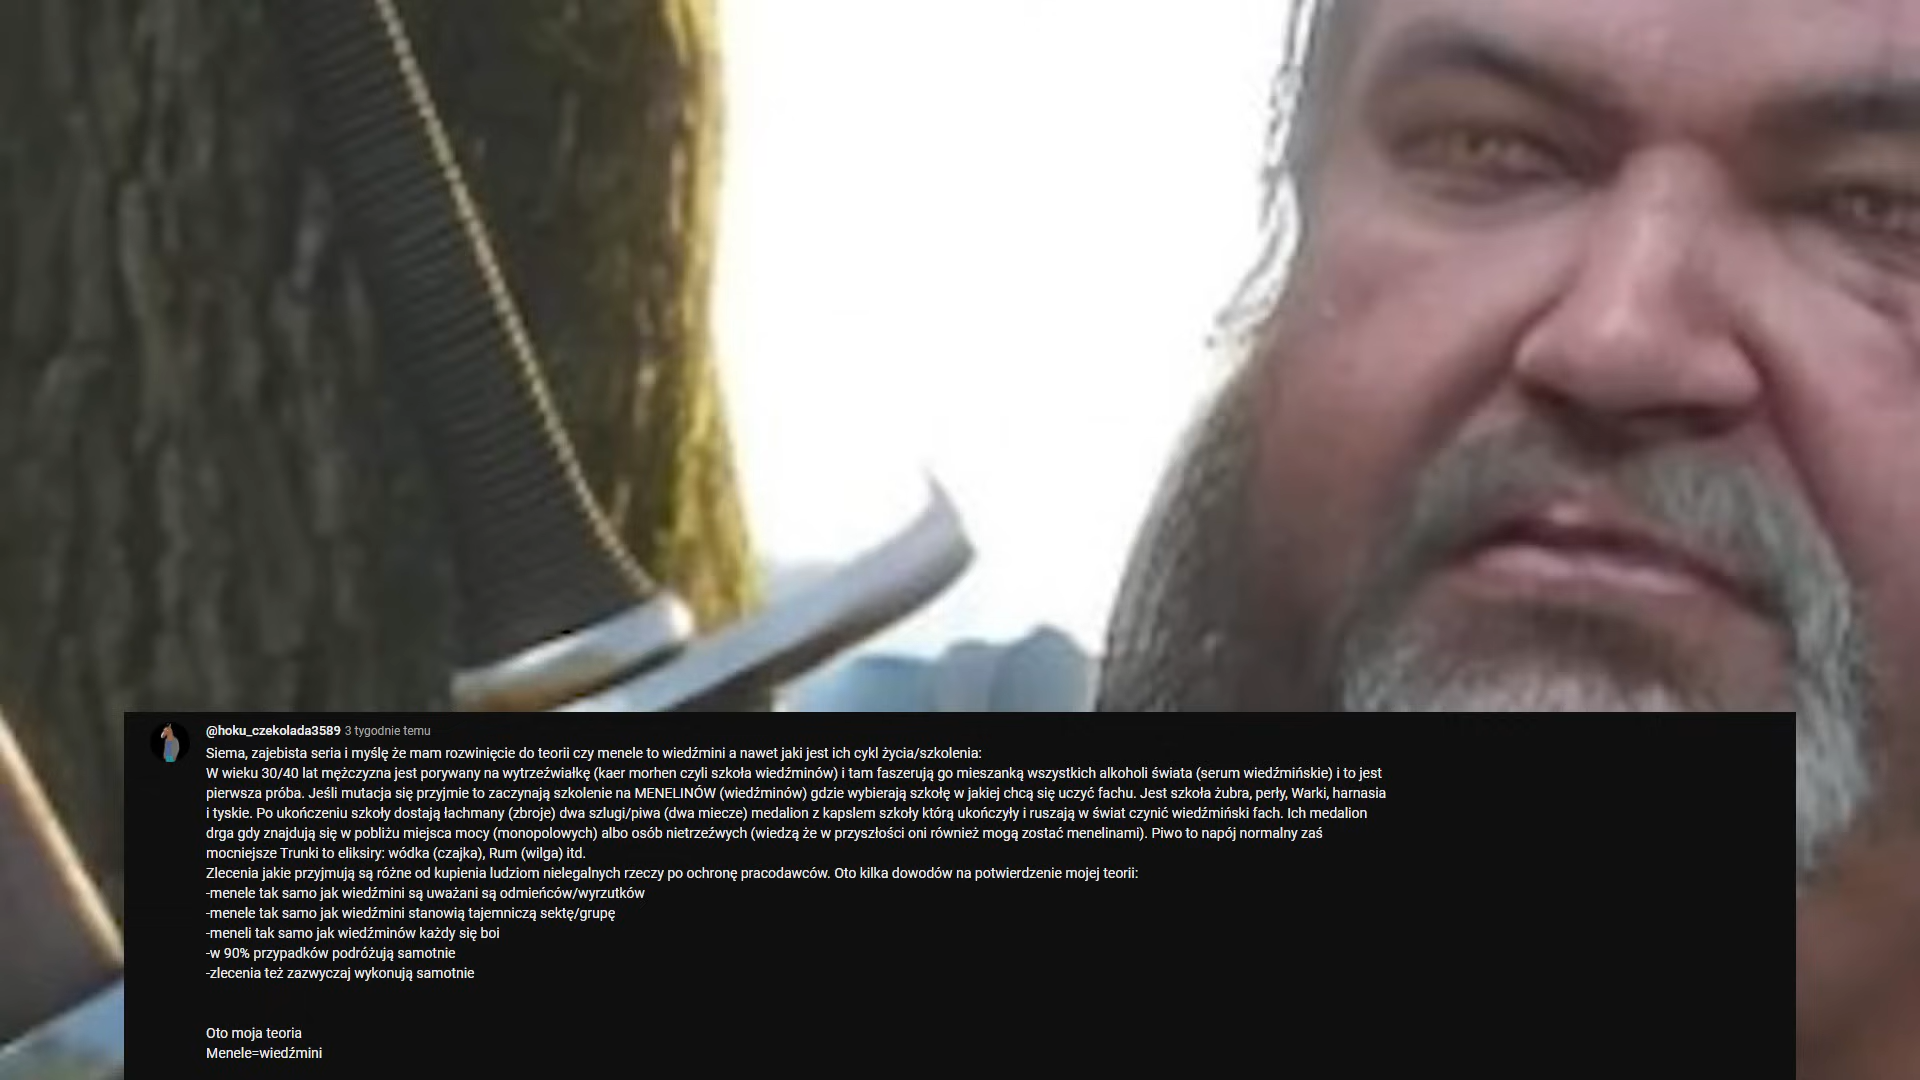 @hoku_czekolada3589 3 tygodnie temu
Siema, zajebista seria i myślę że mam rozwinięcie do teorii czy menele to wiedźmini a nawet jaki jest ich cykl życia/szkolenia:
W wieku 30/40 lat mężczyzna jest porywany na wytrzeźwiałkę (kaer morhen czyli szkoła wiedźminów) i tam faszerują go mieszanką wszystkich alkoholi świata (serum wiedźmińskie) i to jest
pierwsza próba. Jeśli mutacja się przyjmie to zaczynają szkolenie na MENELINÓW (wiedźminów) gdzie wybierają szkołę w jakiej chcą się uczyć fachu. Jest szkoła żubra, perły, Warki, harnasia
i tyskie. Po ukończeniu szkoły dostają łachmany (zbroje) dwa szlugi/piwa (dwa miecze) medalion z kapslem szkoły którą ukończyły i ruszają w świat czynić wiedźmiński fach. Ich medalion
drga gdy znajdują się w pobliżu miejsca mocy (monopolowych) albo osób nietrzeźwych (wiedzą że w przyszłości oni również mogą zostać menelinami). Piwo to napój normalny zaś
mocniejsze Trunki to eliksiry: wódka (czajka), Rum (wilga) itd.
Zlecenia jakie przyjmują są różne od kupienia ludziom nielegalnych rzeczy po ochronę pracodawców. Oto kilka dowodów na potwierdzenie mojej teorii:
-menele tak samo jak wiedźmini są uważani są odmieńców/wyrzutków
-menele tak samo jak wiedźmini stanowią tajemniczą sektę/grupę
-meneli tak samo jak wiedźminów każdy się boi
-w 90% przypadków podróżują samotnie
-zlecenia też zazwyczaj wykonują samotnie
Oto moja teoria
Menele=wiedźmini